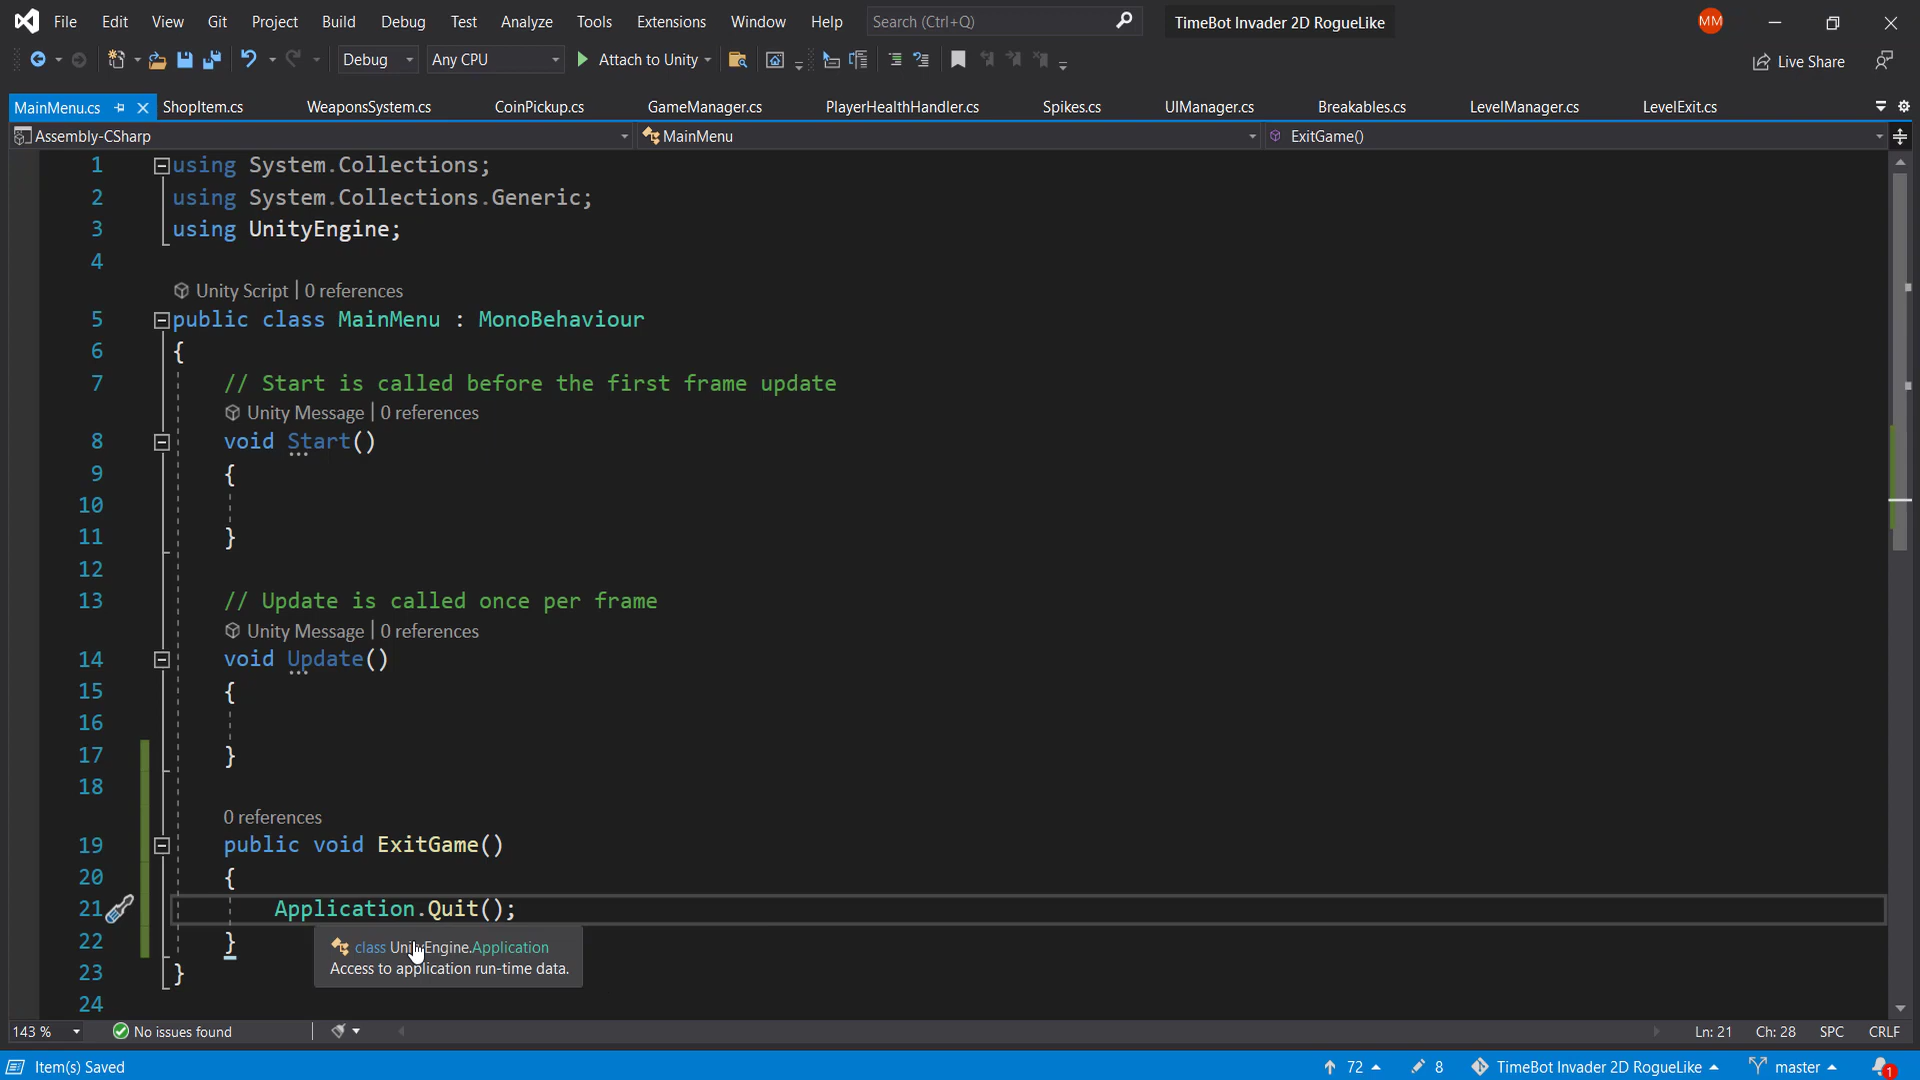 File Edit View Git Project Build Debug Test Analyze Tools Extensions Window Help Search (Ctrl+Q) TimeBot Invader 2D RogueLike MM
Debug Any CPU Attach to Unity Live Share
MainMenu.cs ShopItem.cs WeaponsSystem.cs CoinPickup.cs GameManager.cs PlayerHealthHandler.cs Spikes.cs UIManager.cs Breakables.cs LevelManager.cs LevelExit.cs
Assembly-CSharp MainMenu ExitGame()
1 using System.Collections;
2 using System.Collections.Generic;
3 using UnityEngine;
4
Unity Script | 0 references
5 public class MainMenu : MonoBehaviour
6 {
7 // Start is called before the first frame update
Unity Message | 0 references
8 void Start()
9 {
10
11 }
12
13 // Update is called once per frame
Unity Message | 0 references
14 void Update()
15 {
16
17 }
18
0 references
19 public void ExitGame()
20 {
21 Application.Quit();
22 }
class UnityEngine.Application
Access to application run-time data.
23 }
24
143 % No issues found Ln: 21 Ch: 28 SPC CRLF
Item(s) Saved 72 8 TimeBot Invader 2D RogueLike master 1